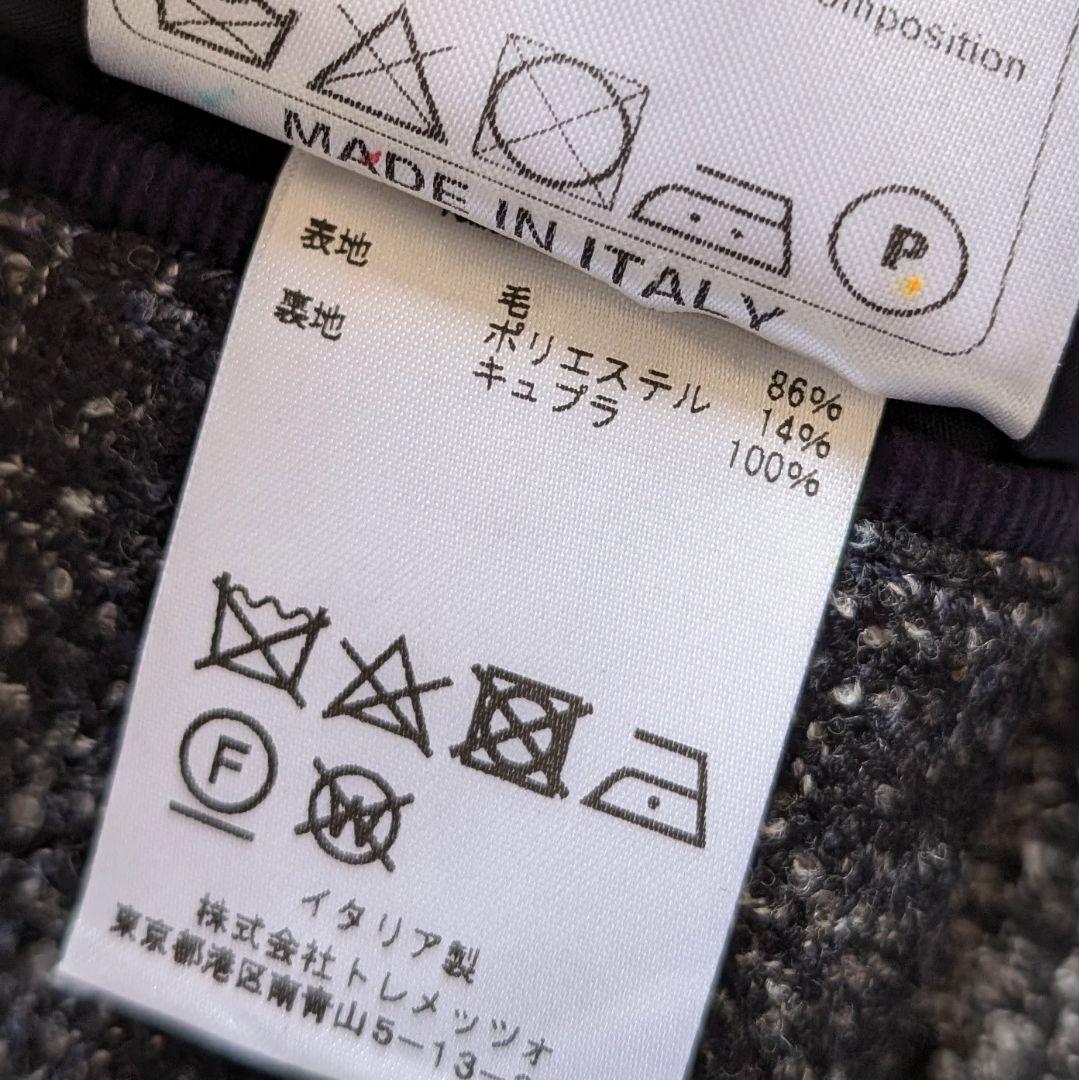 omposition
MADE IN ITALY
P
表地 毛 86%
ポリエステル 14%
裏地 キュプラ 100%
F
W
イタリア製
株式会社トレメッツォ
東京都港区南青山5-13-